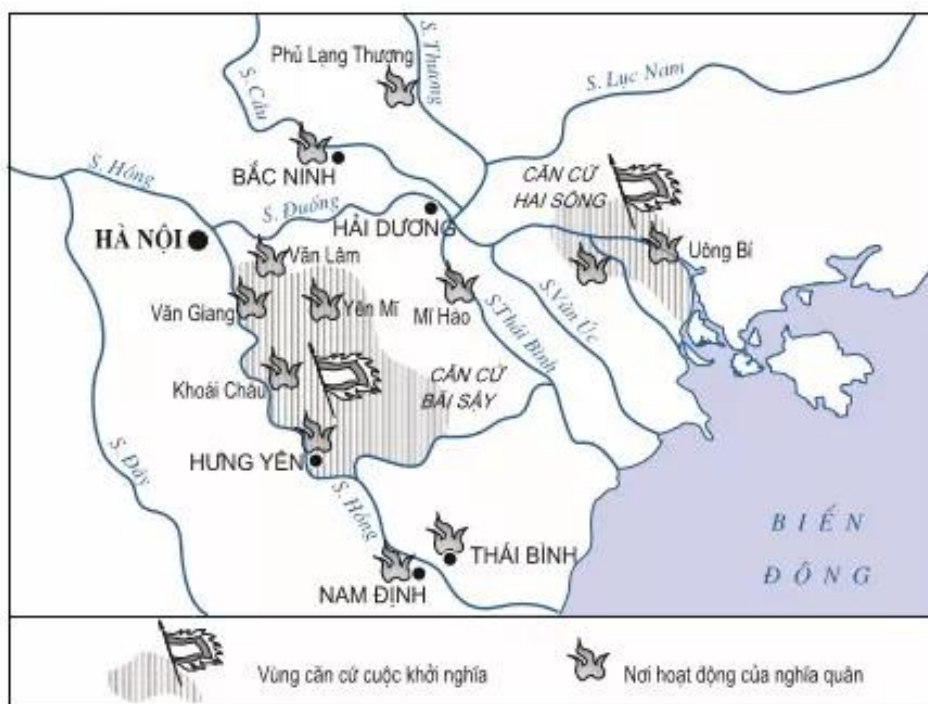 Phủ Lạng Thương
S. Thương
S. Lục Nam
S. Cầu
BẮC NINH
CĂN CỨ
HAI SÔNG
S. Hồng
S. Đuống
HẢI DƯƠNG
HÀ NỘI
Văn Lâm
Uông Bí
Văn Giang
Yên Mĩ
Mĩ Hào
S.Thái Bình
S.Văn Úc
Khoái Châu
CĂN CỨ
BÃI SẬY
HƯNG YÊN
S. Đáy
S. Hồng
THÁI BÌNH
NAM ĐỊNH
BIỂN
ĐÔNG
Vùng căn cứ cuộc khởi nghĩa
Nơi hoạt động của nghĩa quân